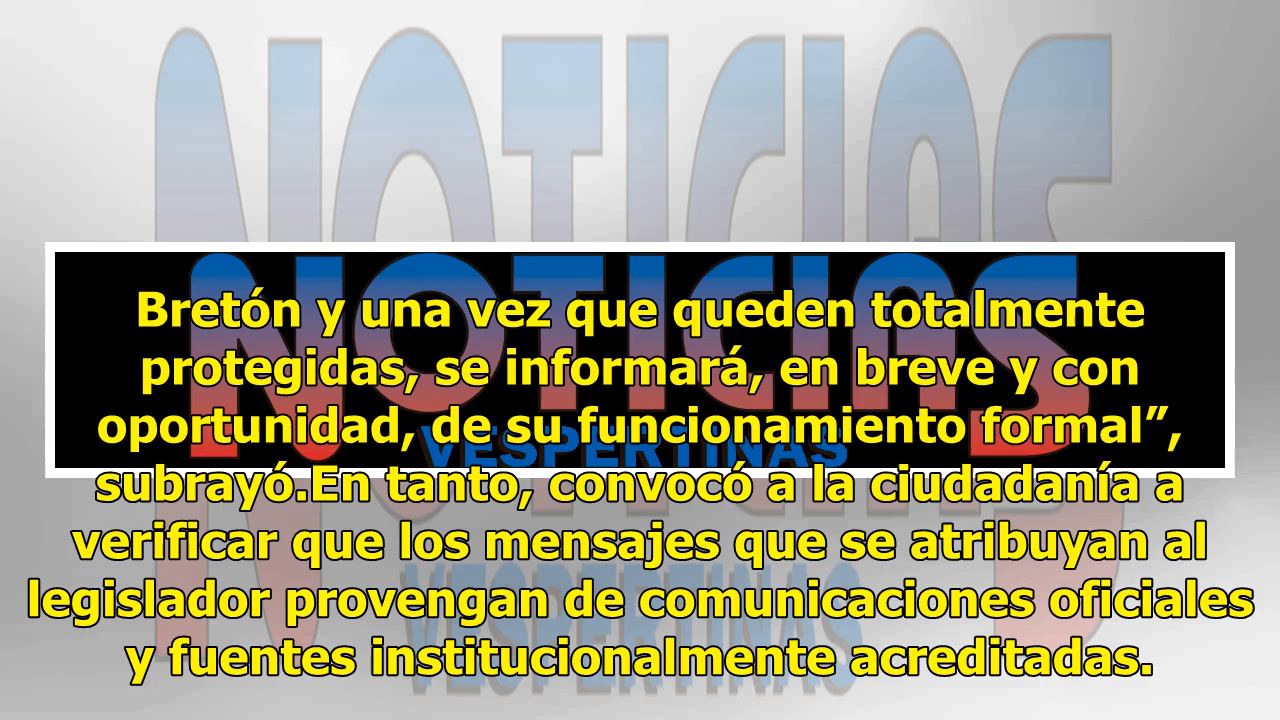 NOTICIAS
NOTICIAS
Bretón y una vez que queden totalmente
protegidas, se informará, en breve y con
oportunidad, de su funcionamiento formal”,
VESPERTINAS
subrayó.En tanto, convocó a la ciudadanía a
verificar que los mensajes que se atribuyan al
legislador provengan de comunicaciones oficiales
VESPERTINAS
y fuentes institucionalmente acreditadas.